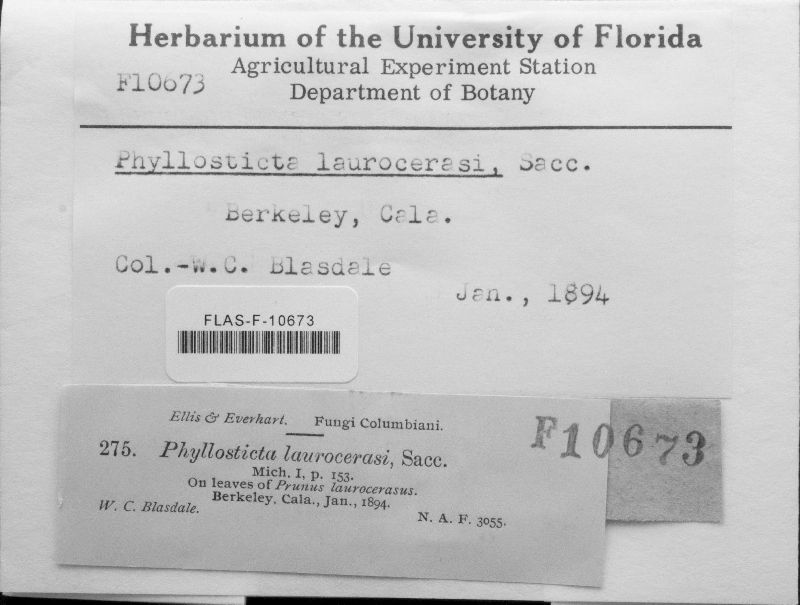 Herbarium of the University of Florida
Agricultural Experiment Station
F10673
Department of Botany
Phyllosticta laurocerasi, Sacc.
Berkeley, Cala.
Col.-W.C. Blasdale
Jan., 1894
FLAS-F-10673
Ellis & Everhart. Fungi Columbiani.
275. Phyllosticta laurocerasi, Sacc.
Mich. I, p. 153.
On leaves of Prunus laurocerasus.
Berkeley, Cala., Jan., 1894.
W. C. Blasdale.
N. A. F. 3055.
F10673